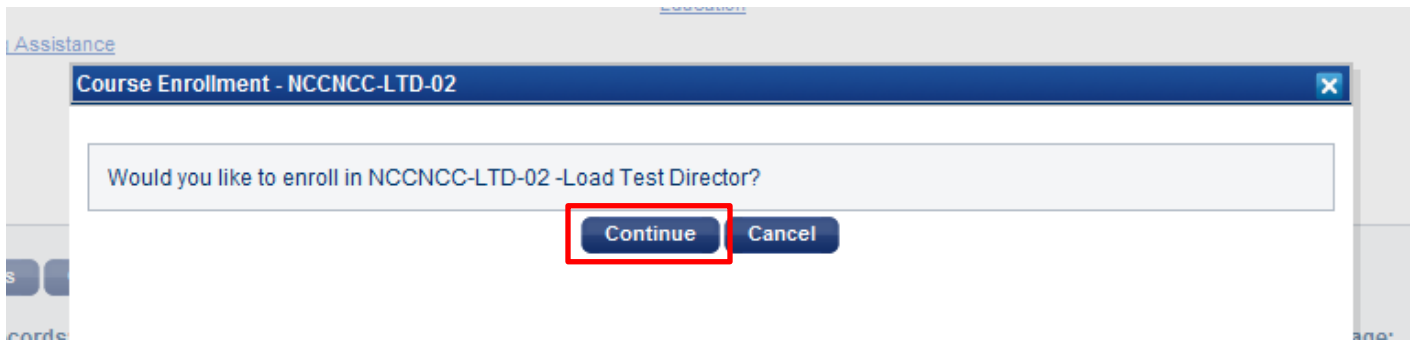 Education
Assistance
Course Enrollment - NCCNCC-LTD-02
Would you like to enroll in NCCNCC-LTD-02 -Load Test Director?
Continue Cancel